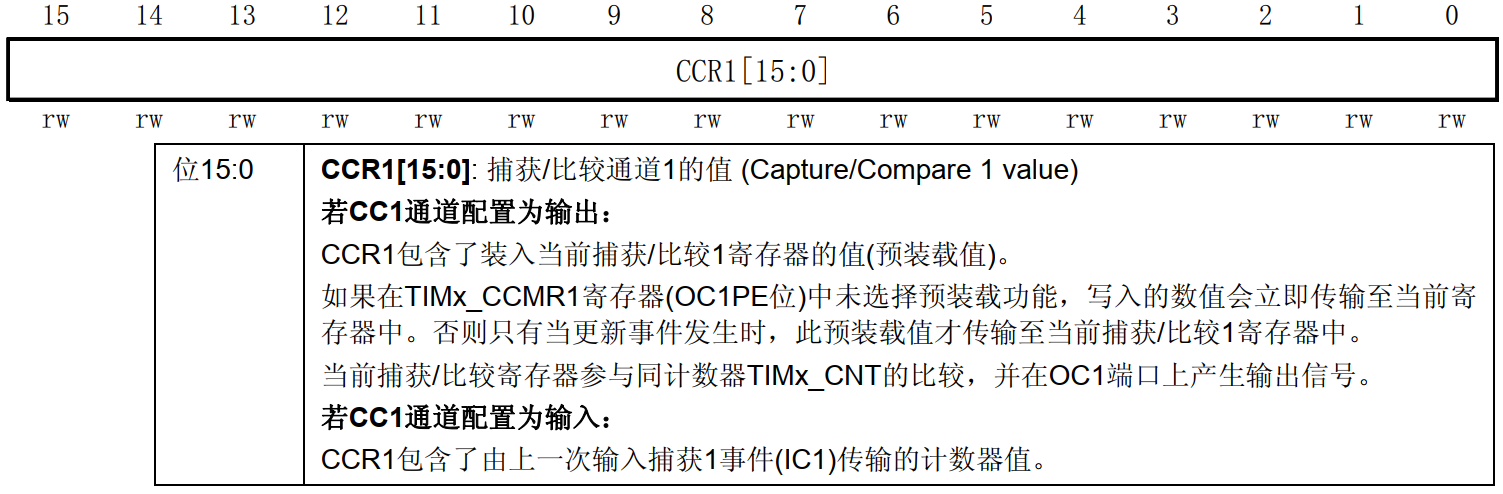 15 14 13 12 11 10 9 8 7 6 5 4 3 2 1 0
CCR1[15:0]
rw rw rw rw rw rw rw rw rw rw rw rw rw rw rw rw
位15:0 CCR1[15:0]: 捕获/比较通道1的值 (Capture/Compare 1 value)
若CC1通道配置为输出：
CCR1包含了装入当前捕获/比较1寄存器的值(预装载值)。
如果在TIMx_CCMR1寄存器(OC1PE位)中未选择预装载功能，写入的数值会立即传输至当前寄
存器中。否则只有当更新事件发生时，此预装载值才传输至当前捕获/比较1寄存器中。
当前捕获/比较寄存器参与同计数器TIMx_CNT的比较，并在OC1端口上产生输出信号。
若CC1通道配置为输入：
CCR1包含了由上一次输入捕获1事件(IC1)传输的计数器值。